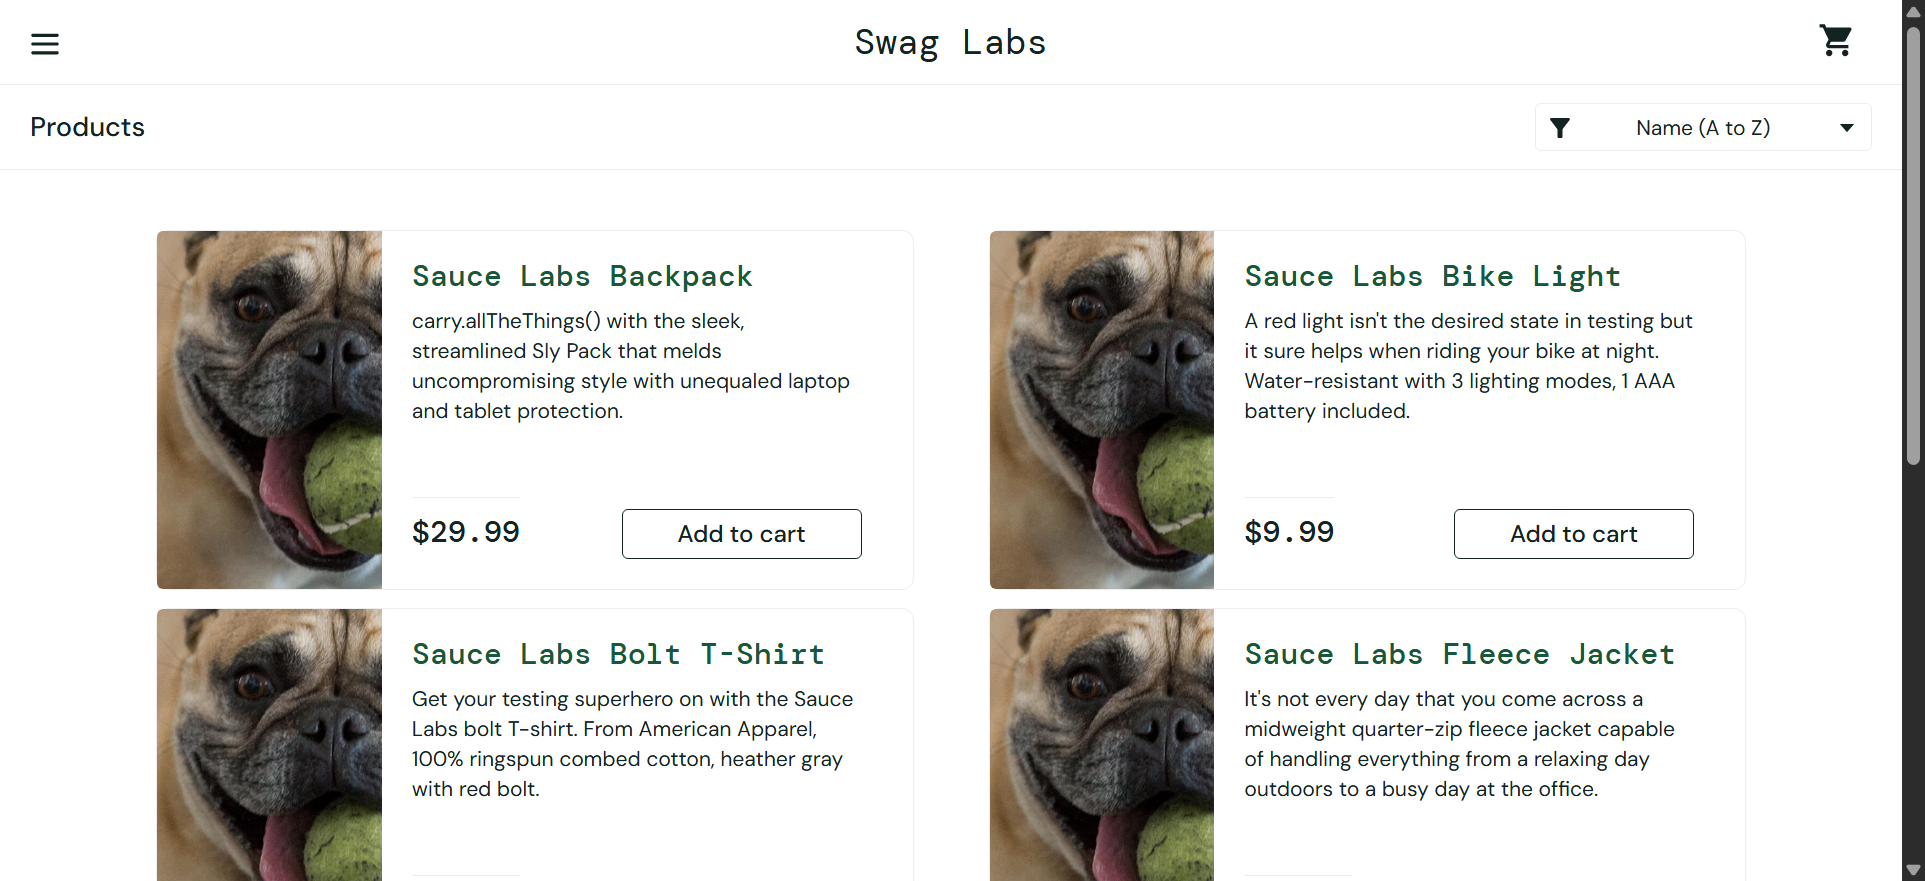 Swag Labs
Products
Name (A to Z)
Sauce Labs Backpack
carry.allTheThings() with the sleek,
streamlined Sly Pack that melds
uncompromising style with unequaled laptop
and tablet protection.
$29.99
Add to cart
Sauce Labs Bike Light
A red light isn't the desired state in testing but
it sure helps when riding your bike at night.
Water-resistant with 3 lighting modes, 1 AAA
battery included.
$9.99
Add to cart
Sauce Labs Bolt T-Shirt
Get your testing superhero on with the Sauce
Labs bolt T-shirt. From American Apparel,
100% ringspun combed cotton, heather gray
with red bolt.
Sauce Labs Fleece Jacket
It's not every day that you come across a
midweight quarter-zip fleece jacket capable
of handling everything from a relaxing day
outdoors to a busy day at the office.